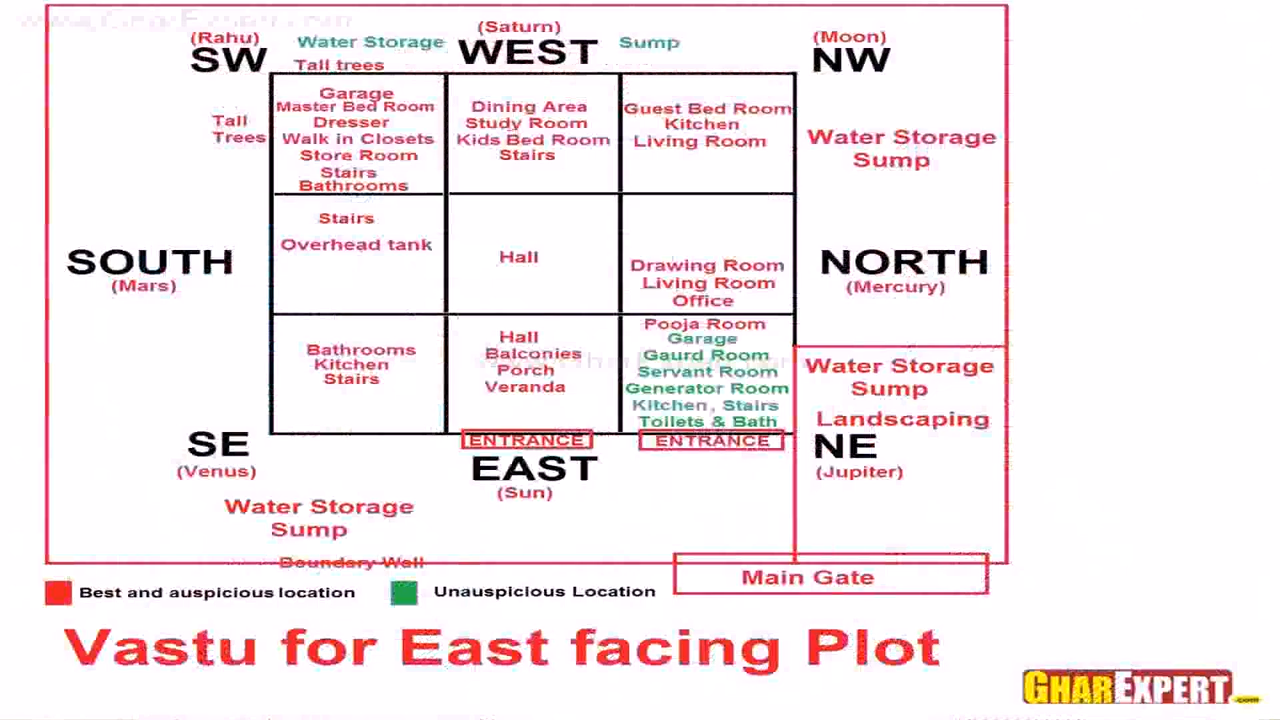 (Rahu)
SW
Water Storage
Tall trees
(Saturn)
WEST
Sump
(Moon)
NW
Tall
Trees
Garage
Master Bed Room
Dresser
Walk in Closets
Store Room
Stairs
Bathrooms
Dining Area
Study Room
Kids Bed Room
Stairs
Guest Bed Room
Kitchen
Living Room
Water Storage
Sump
SOUTH
(Mars)
Stairs
Overhead tank
Hall
Drawing Room
Living Room
Office
NORTH
(Mercury)
Bathrooms
Kitchen
Stairs
Hall
Balconies
Porch
Veranda
Pooja Room
Garage
Gaurd Room
Servant Room
Generator Room
Kitchen, Stairs
Toilets & Bath
Water Storage
Sump
Landscaping
NE
(Jupiter)
SE
(Venus)
ENTRANCE
ENTRANCE
EAST
(Sun)
Water Storage
Sump
Boundary Wall
Main Gate
Best and auspicious location
Unauspicious Location
Vastu for East facing Plot
GHAREXPERT.com